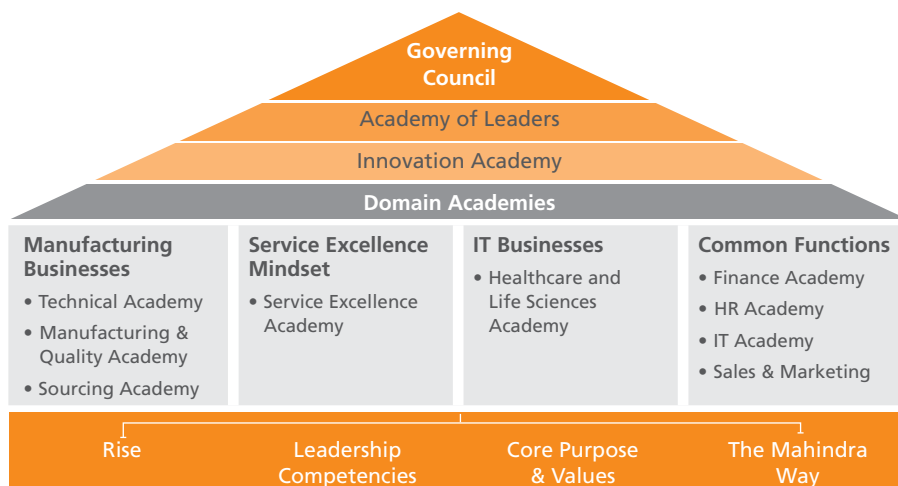 Governing
Council
Academy of Leaders
Innovation Academy
Domain Academies
Manufacturing
Businesses
• Technical Academy
• Manufacturing &
Quality Academy
• Sourcing Academy
Service Excellence
Mindset
• Service Excellence
Academy
IT Businesses
• Healthcare and
Life Sciences
Academy
Common Functions
• Finance Academy
• HR Academy
• IT Academy
• Sales & Marketing
Rise
Leadership
Competencies
Core Purpose
& Values
The Mahindra
Way